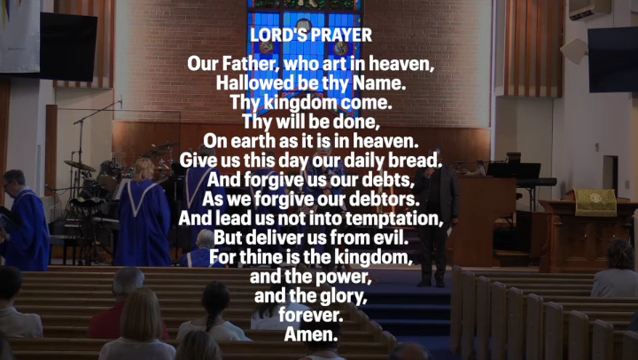 LORD'S PRAYER
Our Father, who art in heaven,
Hallowed be thy Name.
Thy kingdom come.
Thy will be done,
On earth as it is in heaven.
Give us this day our daily bread.
And forgive us our debts,
As we forgive our debtors.
And lead us not into temptation,
But deliver us from evil.
For thine is the kingdom,
and the power,
and the glory,
forever.
Amen.